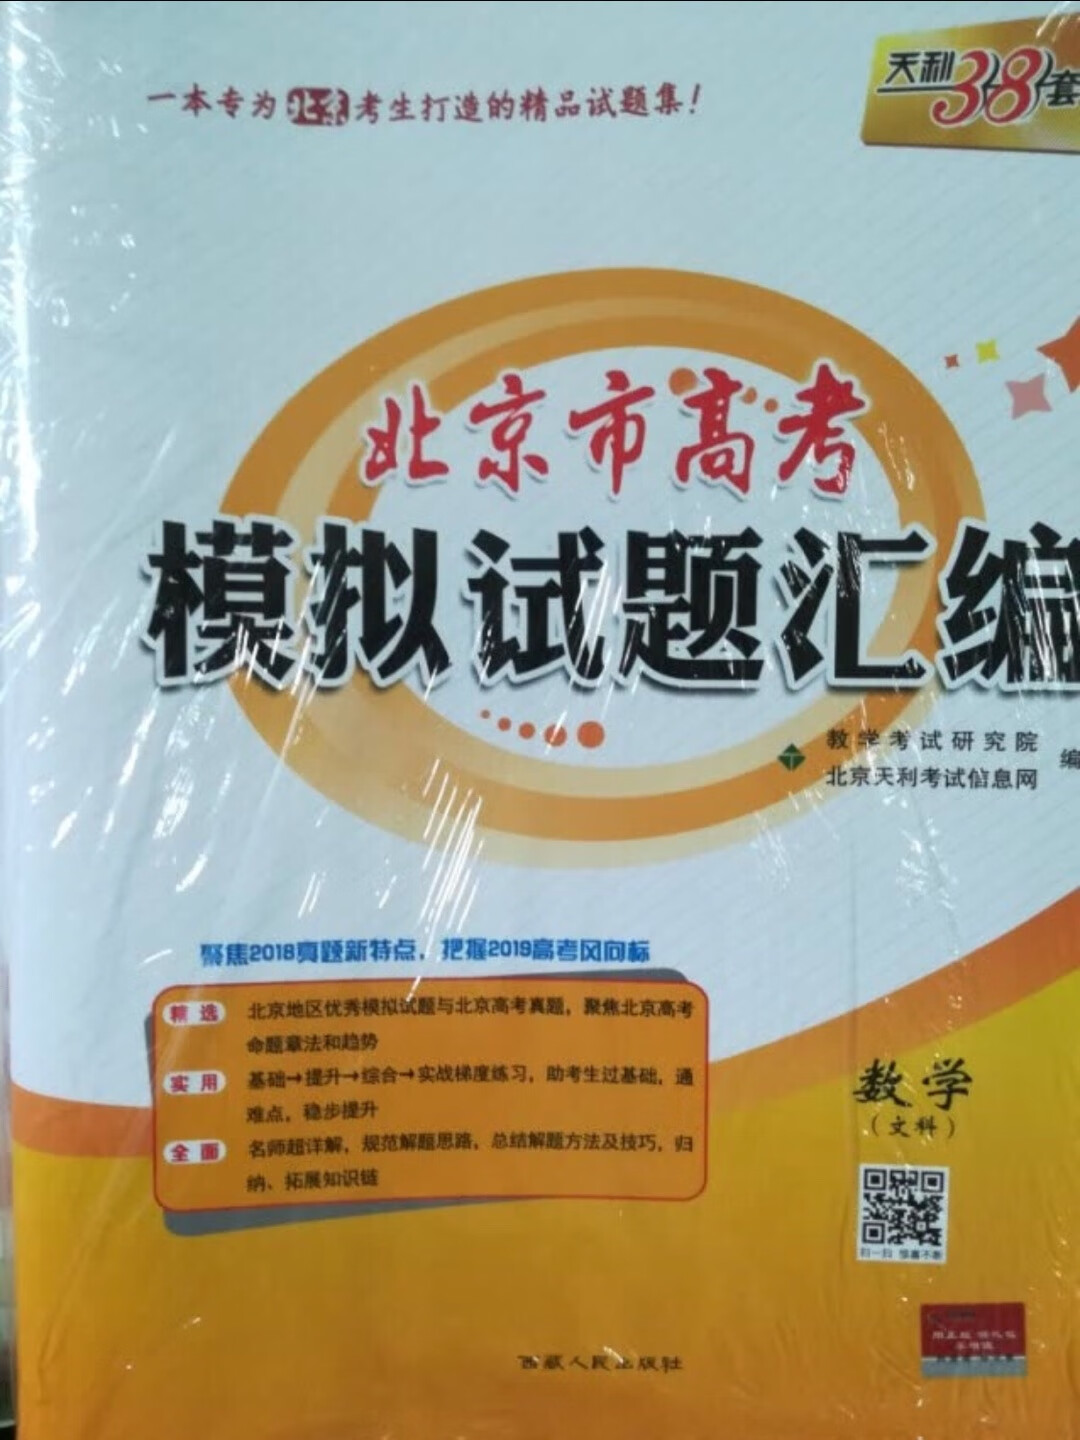 一本专为北京考生打造的精品试题集！
天利38套
北京市高考
模拟试题汇编
教学考试研究院
北京天利考试信息网
编
聚焦2018真题新特点，把握2019高考风向标
精选 北京地区优秀模拟试题与北京高考真题，聚焦北京高考
命题章法和趋势
实用 基础→提升→综合→实战梯度练习，助考生过基础，通
难点，稳步提升
全面 名师超详解，规范解题思路，总结解题方法及技巧，归
纳、拓展知识链
数学
（文科）
扫一扫 惊喜不断
西藏人民出版社